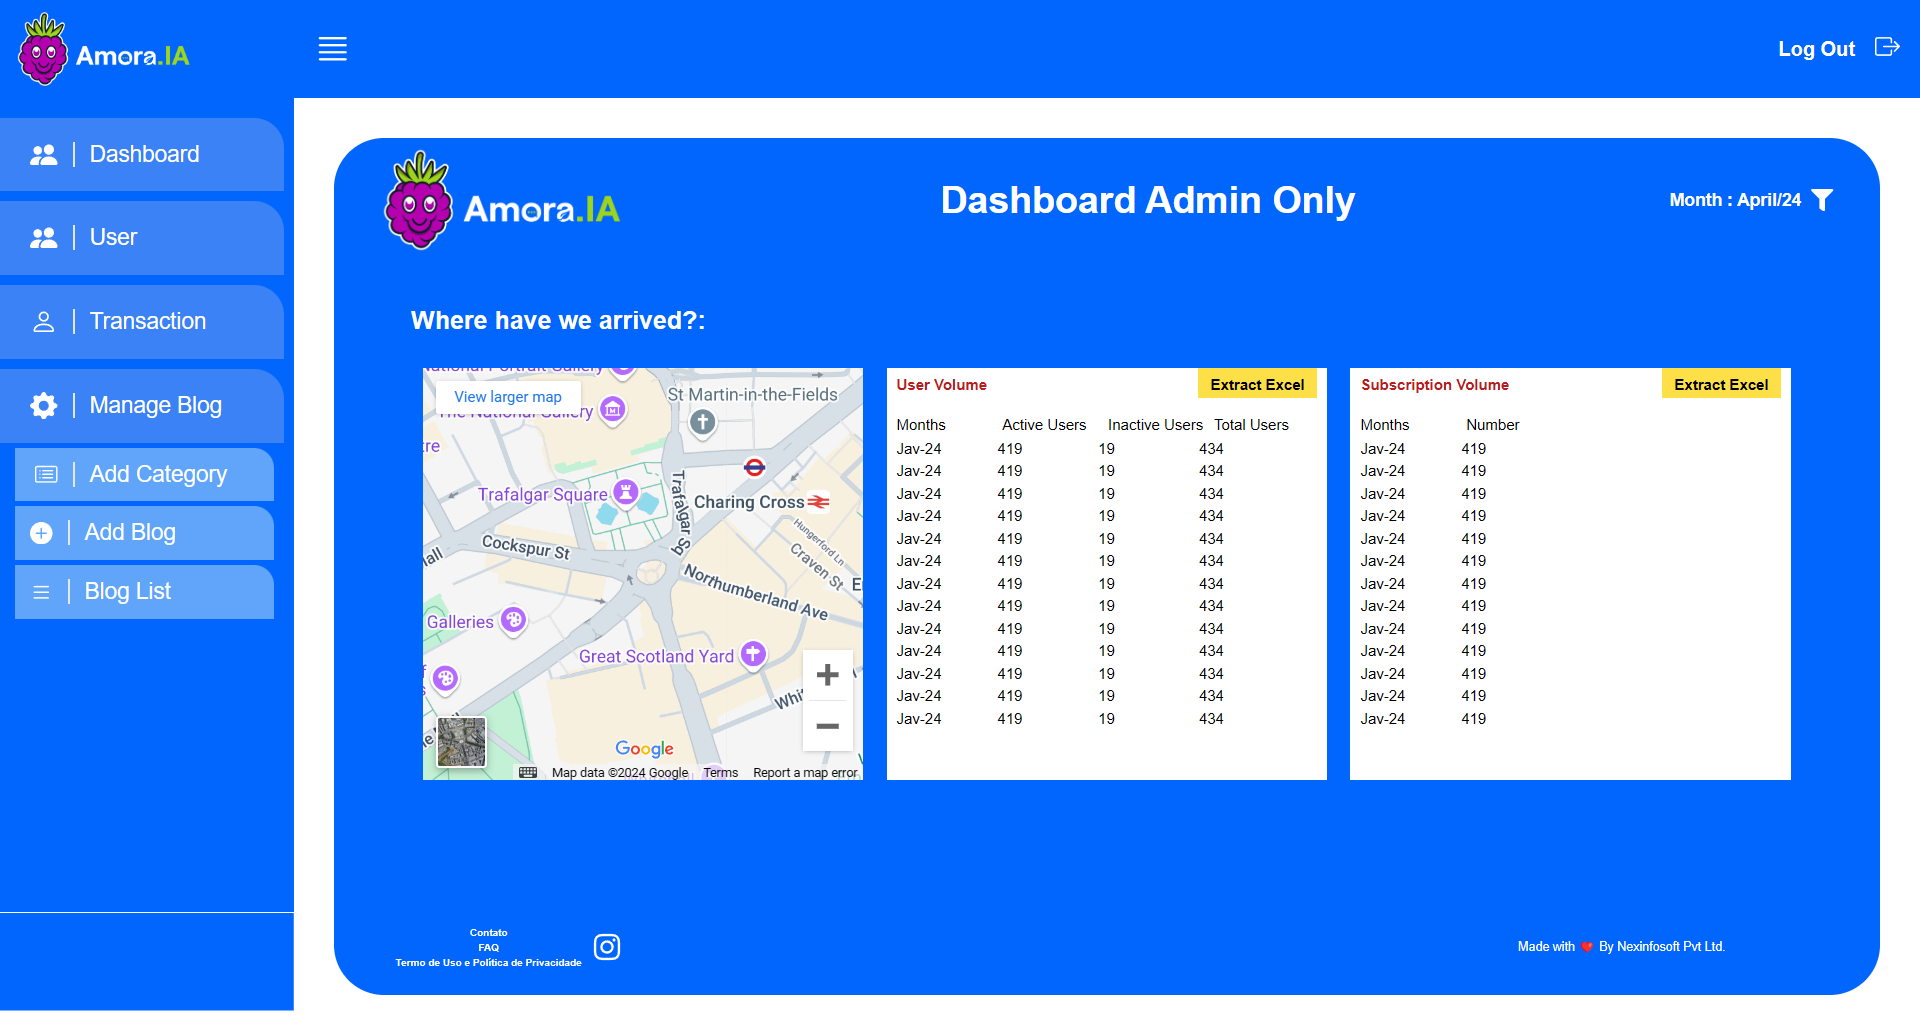 Amora.IA
Log Out
Dashboard
User
Transaction
Manage Blog
Add Category
Add Blog
Blog List
Amora.IA
Dashboard Admin Only
Month : April/24
Where have we arrived?:
View larger map
National Portrait Gallery
The National Gallery
St Martin-in-the-Fields
Trafalgar Square
Trafalgar Sq
Charing Cross
Hungerford Ln
Craven St
Cockspur St
Northumberland Ave
Galleries
Great Scotland Yard
Google
Map data ©2024 Google
Terms
Report a map error
User Volume
Extract Excel
Months Active Users Inactive Users Total Users
Jav-24 419 19 434
Jav-24 419 19 434
Jav-24 419 19 434
Jav-24 419 19 434
Jav-24 419 19 434
Jav-24 419 19 434
Jav-24 419 19 434
Jav-24 419 19 434
Jav-24 419 19 434
Jav-24 419 19 434
Jav-24 419 19 434
Jav-24 419 19 434
Jav-24 419 19 434
Subscription Volume
Extract Excel
Months Number
Jav-24 419
Jav-24 419
Jav-24 419
Jav-24 419
Jav-24 419
Jav-24 419
Jav-24 419
Jav-24 419
Jav-24 419
Jav-24 419
Jav-24 419
Jav-24 419
Jav-24 419
Contato
FAQ
Termo de Uso e Política de Privacidade
Made with ❤️ By Nexinfosoft Pvt Ltd.